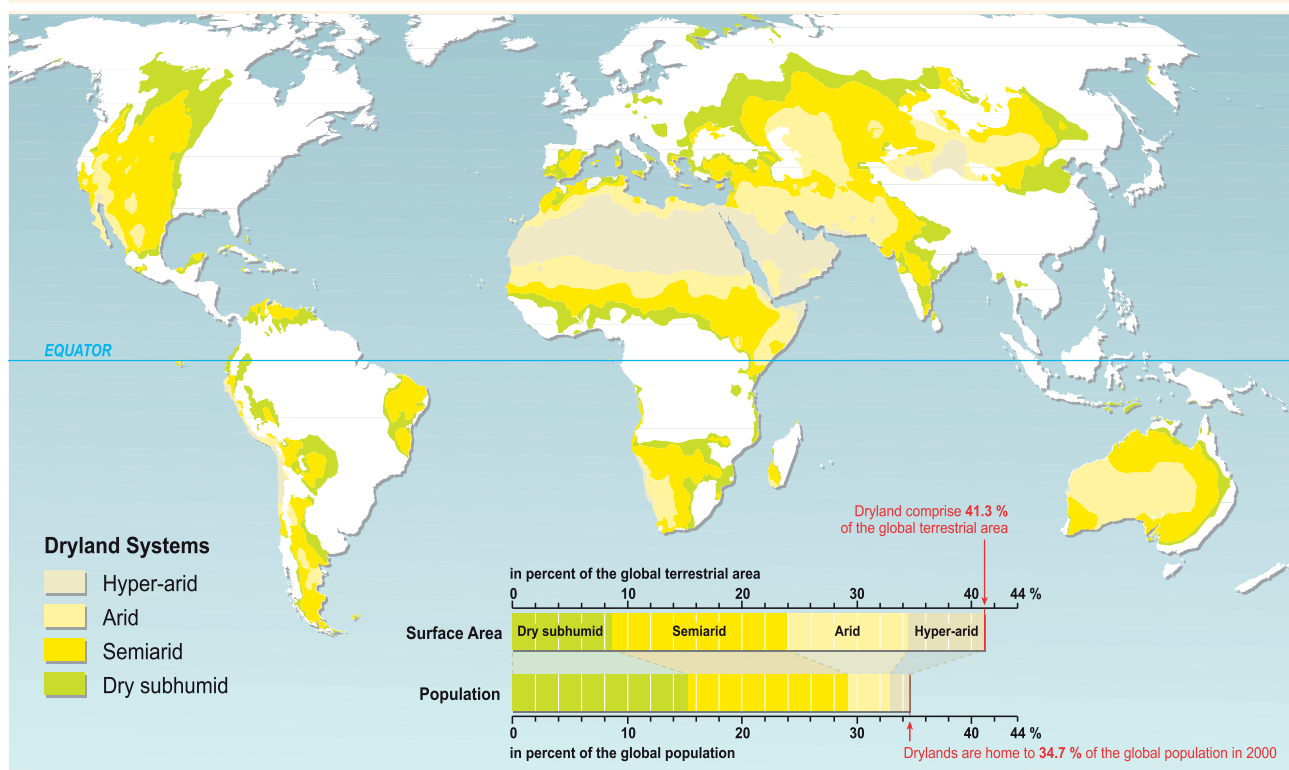 EQUATOR
Dryland Systems
Hyper-arid
Arid
Semiarid
Dry subhumid
Dryland comprise 41.3 %
of the global terrestrial area
in percent of the global terrestrial area
0 10 20 30 40 44 %
Surface Area Dry subhumid Semiarid Arid Hyper-arid
Population
0 10 20 30 40 44 %
in percent of the global population
Drylands are home to 34.7 % of the global population in 2000